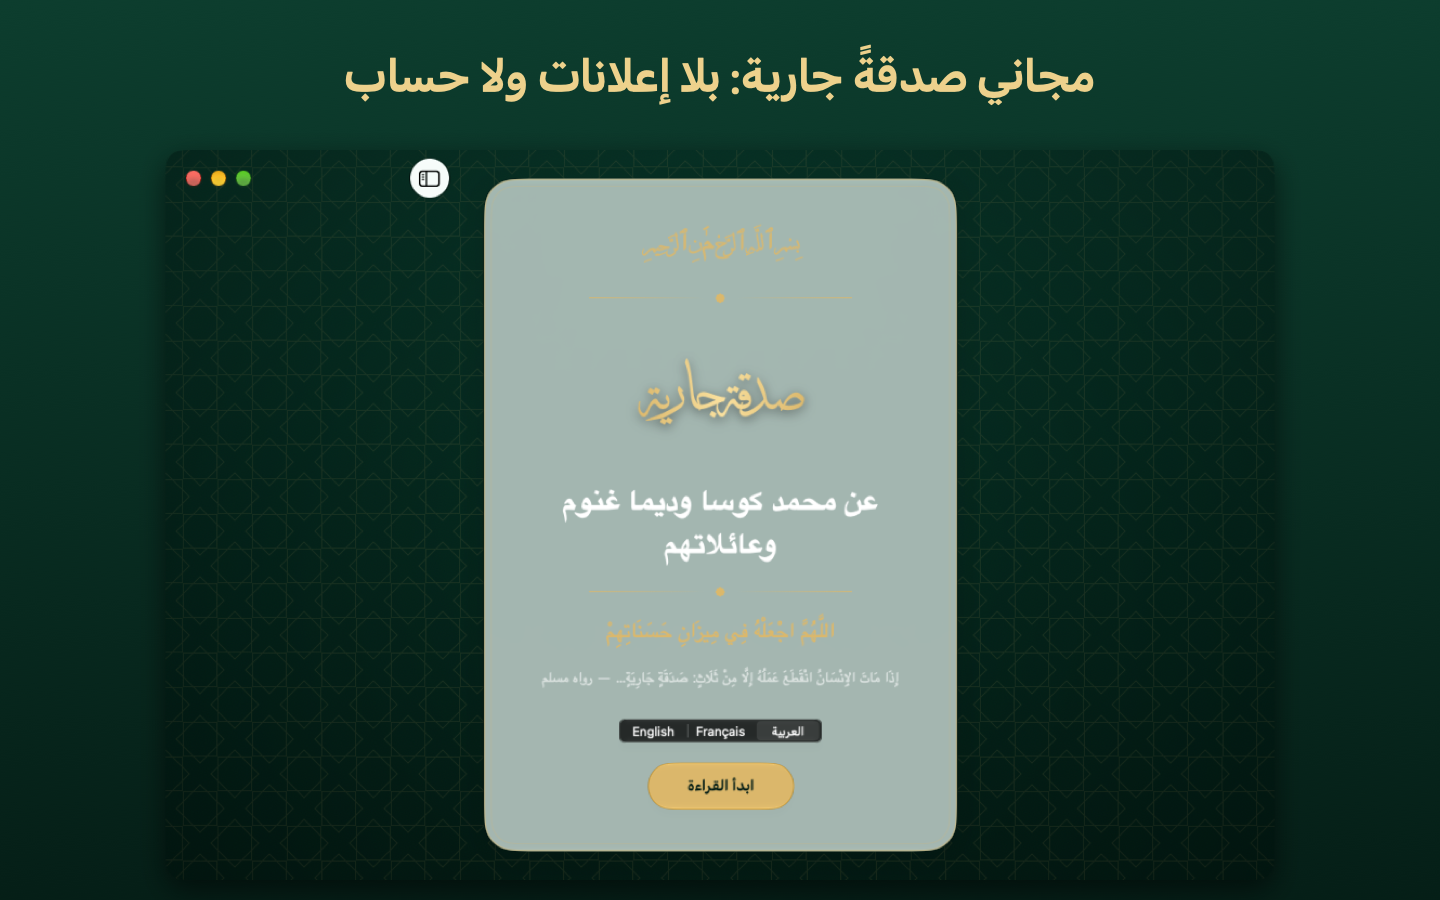 مجاني صدقةً جارية: بلا إعلانات ولا حساب
بِسْمِ ٱللَّهِ ٱلرَّحْمَٰنِ ٱلرَّحِيمِ
صدقة جارية
عن محمد كوسا وديما غنوم
وعائلاتهم
اللَّهُمَّ اجْعَلْهُ فِي مِيزَانِ حَسَنَاتِهِمْ
إِذَا مَاتَ الإِنْسَانُ انْقَطَعَ عَمَلُهُ إِلَّا مِنْ ثَلَاثٍ: صَدَقَةٍ جَارِيَةٍ... — رواه مسلم
العربية Français English
ابدأ القراءة